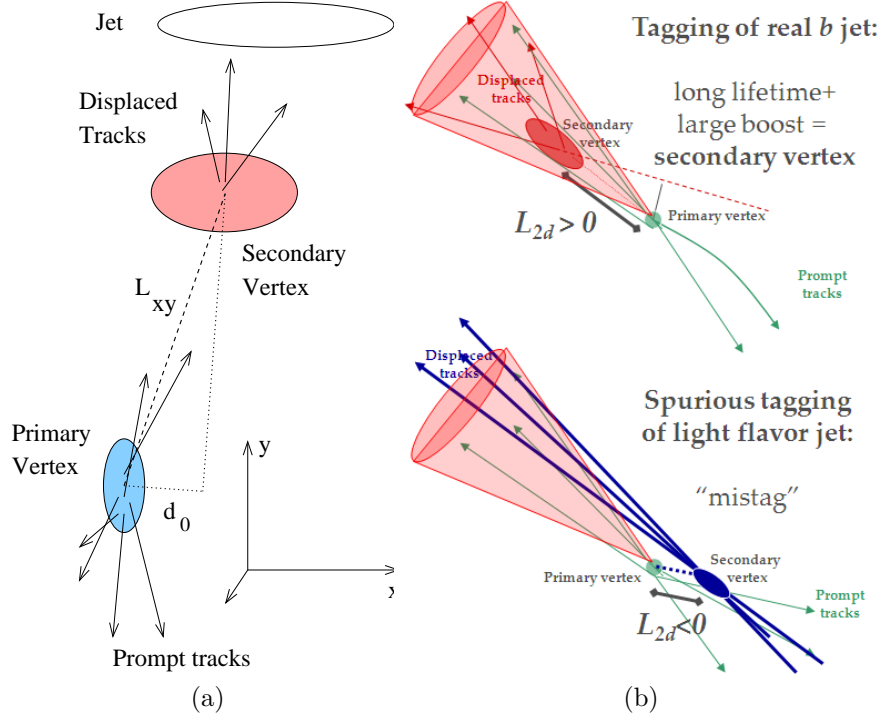 Jet
Displaced
Tracks
Secondary
Vertex
L xy
Primary
Vertex
d 0
y
x
Prompt tracks
(a)
Tagging of real b jet:
Displaced
tracks
long lifetime+
large boost =
secondary vertex
Secondary
vertex
Primary vertex
L2d > 0
Prompt
tracks
Displaced
tracks
Spurious tagging
of light flavor jet:
“mistag”
Secondary
vertex
Primary vertex
Prompt
tracks
L2d<0
(b)